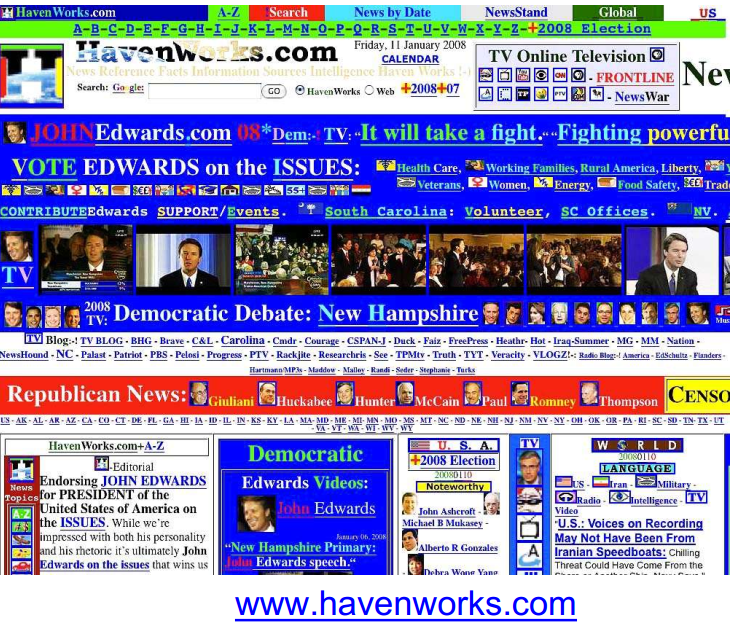 HavenWorks.com A-Z Search News by Date NewsStand Global US
A-B-C-D-E-F-G-H-I-J-K-L-M-N-O-P-Q-R-S-T-U-V-W-X-Y-Z-+2008 Election
HavenWorks.com
Friday, 11 January 2008
CALENDAR
News Reference Facts Information Sources Intelligence Haven Works !-)
Search: Google: GO HavenWorks Web +2008+07
TV Online Television
- FRONTLINE
- NewsWar
New
JOHNEdwards.com 08*Dem:-! TV: "It will take a fight." "Fighting powerfu
VOTE EDWARDS on the ISSUES:
Health Care, Working Families, Rural America, Liberty,
Veterans, Women, Energy, Food Safety, Trade
CONTRIBUTEEdwards SUPPORT/Events. South Carolina: Volunteer, SC Offices. NV.
TV
2008 TV: Democratic Debate: New Hampshire
TV Blog:-! TV BLOG - BHG - Brave - C&L - Carolina - Cmdr - Courage - CSPAN-J - Duck - Faiz - FreePress - Heathr- Hot - Iraq-Summer - MG - MM - Nation -
NewsHound - NC - Palast - Patriot - PBS - Pelosi - Progress - PTV - Rackjite - Researchris - See - TPMtv - Truth - TYT - Veracity - VLOGZ!-: Radio Blog:-! America - EdSchultz - Flanders -
Hartmann/MP3s - Maddow - Malloy - Randi - Seder - Stephanie - Turks
Republican News: Giuliani Huckabee Hunter McCain Paul Romney Thompson CENSO
US - AK - AL - AR - AZ - CA - CO - CT - DE - FL - GA - HI - IA - ID - IL - IN - KS - KY - LA - MA- MD - ME - MI- MN - MO - MS - MT - NC - ND - NE - NH - NJ - NM - NV - NY - OH - OK - OR - PA - RI - SC - SD - TN- TX - UT
- VA - VT - WA - WI - WV - WY
HavenWorks.com+A-Z
News
Topics
A-Z
-Editorial
Endorsing JOHN EDWARDS
for PRESIDENT of the
United States of America on
the ISSUES. While we're
impressed with both his personality
and his rhetoric it's ultimately John
Edwards on the issues that wins us
Democratic
Edwards Videos:
John Edwards
January 06, 2008
"New Hampshire Primary:
John Edwards speech."
U. S. A.
+2008 Election
20080110
Noteworthy
John Ashcroft -
Michael B Mukasey -
Alberto R Gonzales
Debra Wong Yang
TV
WORLD
20080110
LANGUAGE
US - Iran - Military -
Radio - Intelligence - TV
Video
"U.S.: Voices on Recording
May Not Have Been From
Iranian Speedboats: Chilling
Threat Could Have Come From the
www.havenworks.com